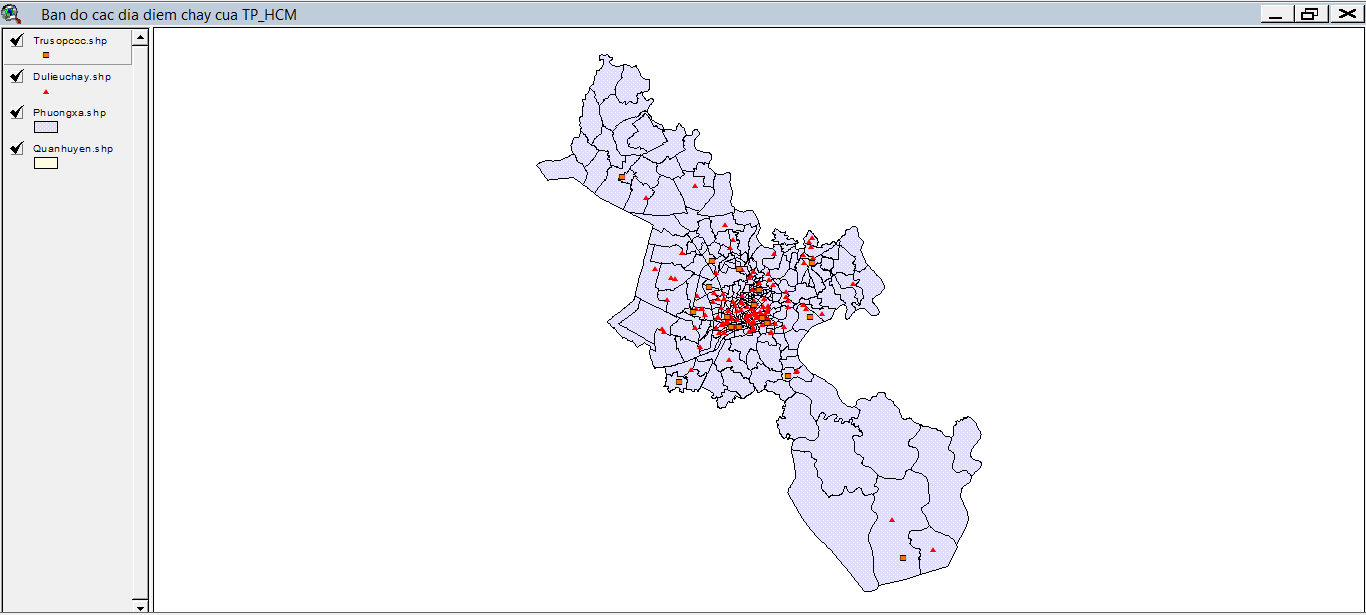 Ban do cac dia diem chay cua TP_HCM
Trusopccc.shp
Dulieuchay.shp
Phuongxa.shp
Quanhuyen.shp